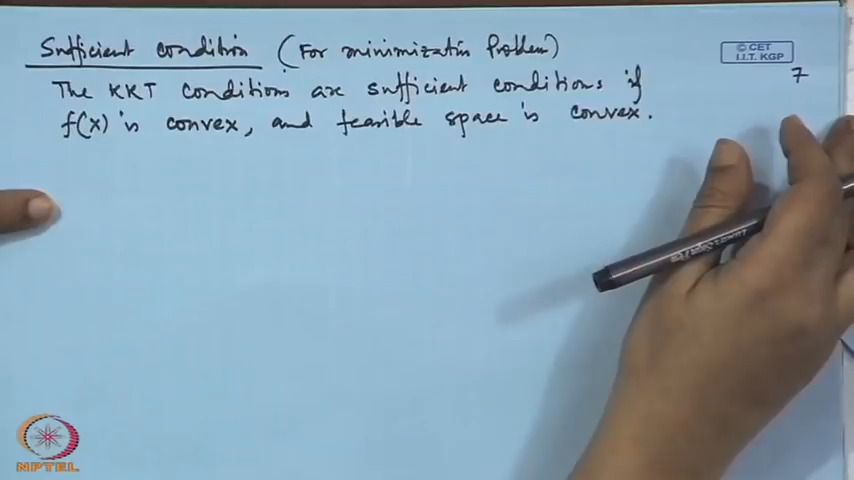 Sufficient condition (For minimization Problem)
© CET
I.I.T. KGP
7
The KKT conditions are sufficient conditions if
f(x) is convex, and feasible space is convex.
NPTEL